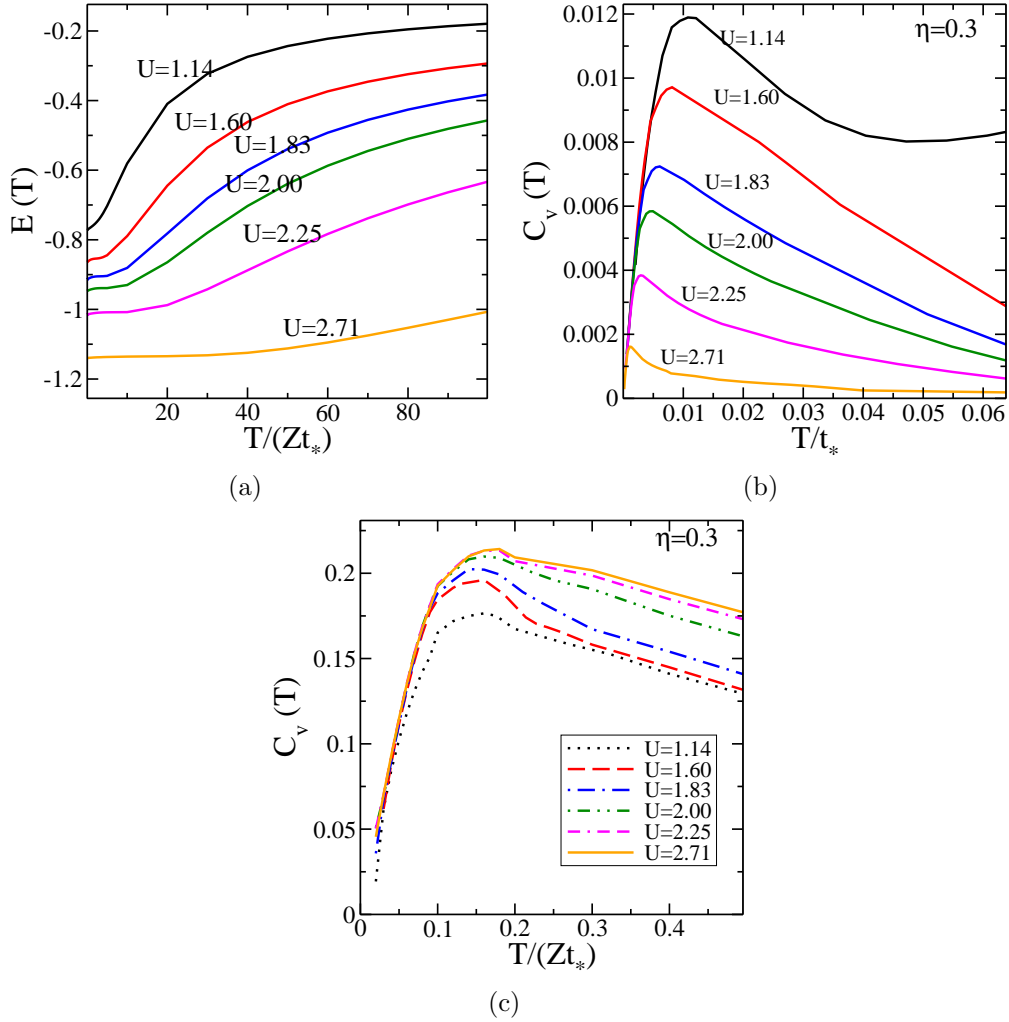 -0.2
-0.4
-0.6
-0.8
-1
-1.2
E (T)
U=1.14
U=1.60
U=1.83
U=2.00
U=2.25
U=2.71
20 40 60 80
T/(Zt*)
(a)
0.012
0.01
0.008
0.006
0.004
0.002
0
C_v (T)
η=0.3
U=1.14
U=1.60
U=1.83
U=2.00
U=2.25
U=2.71
0.01 0.02 0.03 0.04 0.05 0.06
T/t*
(b)
0.2
0.15
0.1
0.05
0
C_v (T)
η=0.3
U=1.14
U=1.60
U=1.83
U=2.00
U=2.25
U=2.71
0 0.1 0.2 0.3 0.4
T/(Zt*)
(c)